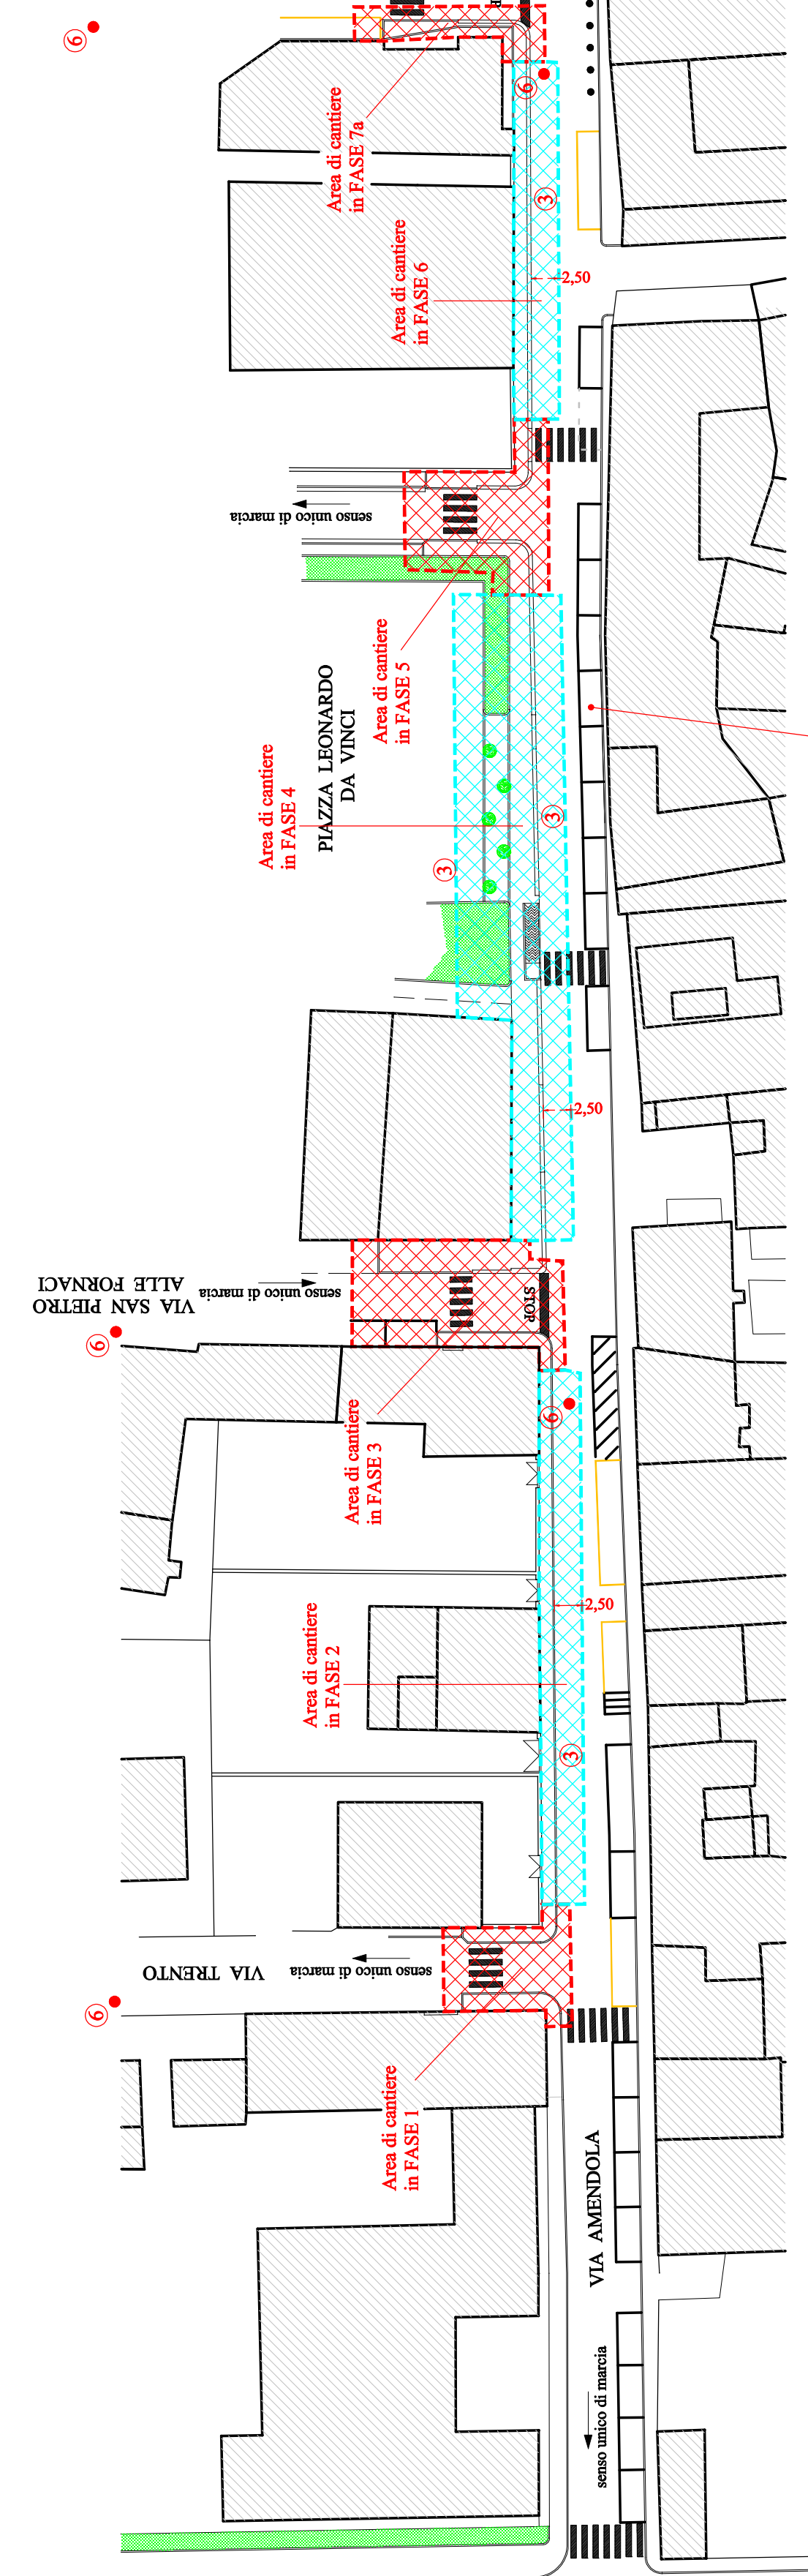 6
Area di cantiere
in FASE 7a
6
3
Area di cantiere
in FASE 6
2,50
senso unico di marcia
Area di cantiere
in FASE 5
PIAZZA LEONARDO
DA VINCI
Area di cantiere
in FASE 4
3
3
2,50
VIA SAN PIETRO
ALLE FORNACI
senso unico di marcia
STOP
6
6
Area di cantiere
in FASE 3
2,50
Area di cantiere
in FASE 2
3
VIA TRENTO
senso unico di marcia
6
Area di cantiere
in FASE 1
VIA AMENDOLA
senso unico di marcia